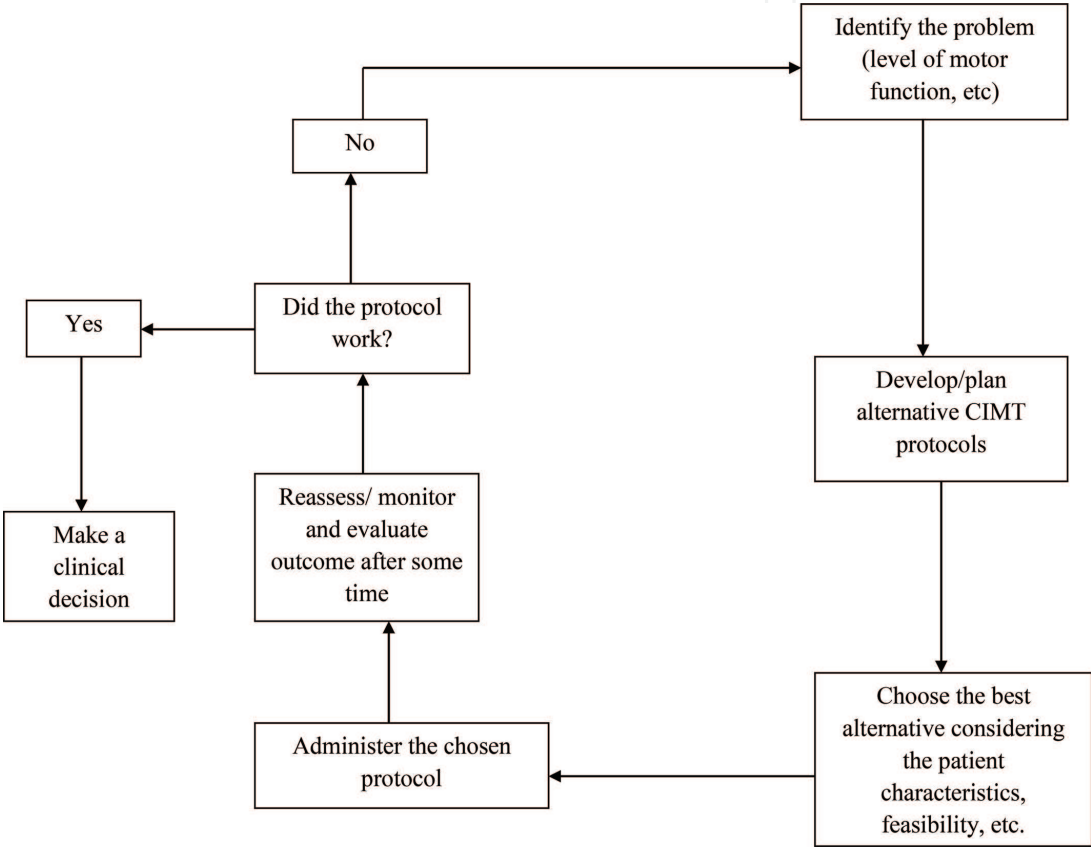 Identify the problem
(level of motor
function, etc)
No
Did the protocol
work?
Yes
Develop/plan
alternative CIMT
protocols
Reassess/ monitor
and evaluate
outcome after some
time
Make a
clinical
decision
Choose the best
alternative considering
the patient
characteristics,
feasibility, etc.
Administer the chosen
protocol